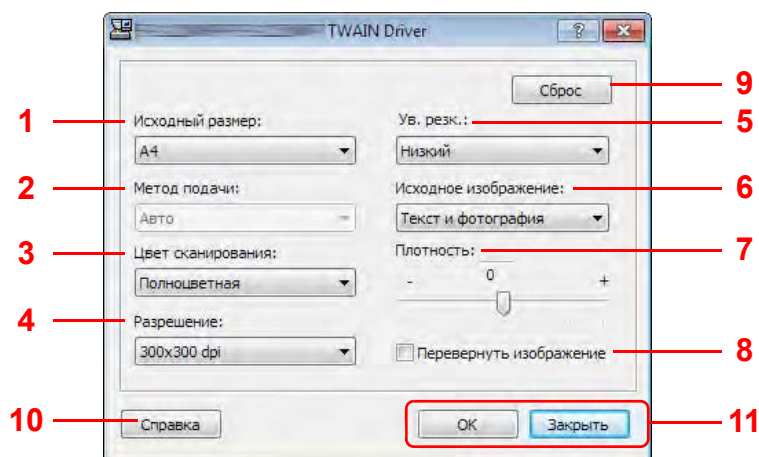 TWAIN Driver
Сброс
9
1
Исходный размер:
Ув. резк.:
5
A4
Низкий
2
Метод подачи:
Исходное изображение:
6
Авто
Текст и фотография
3
Цвет сканирования:
Плотность:
7
Полноцветная
- 0 +
4
Разрешение:
300x300 dpi
Перевернуть изображение
8
10
Справка
OK
Закрыть
11